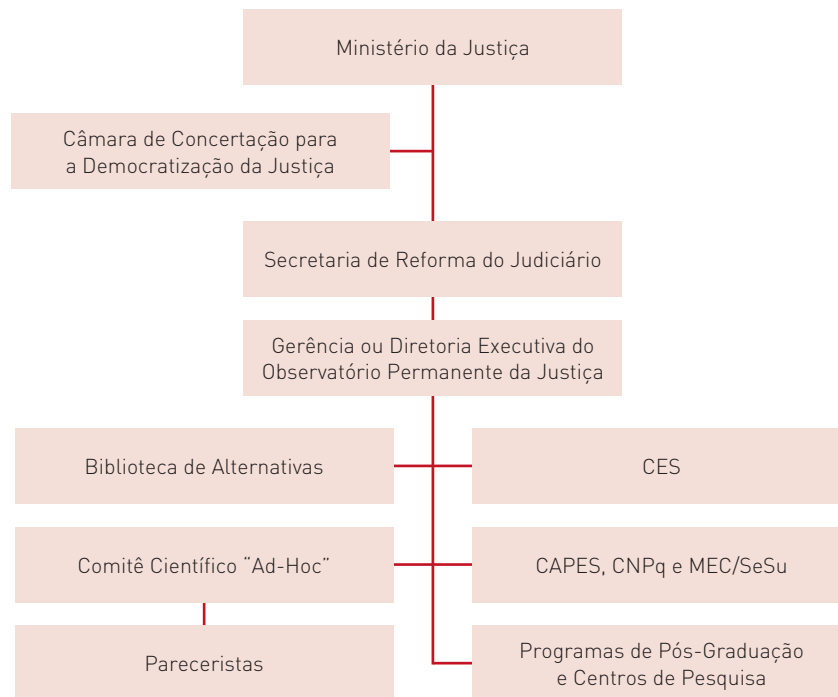 Ministério da Justiça
Câmara de Concertação para
a Democratização da Justiça
Secretaria de Reforma do Judiciário
Gerência ou Diretoria Executiva do
Observatório Permanente da Justiça
Biblioteca de Alternativas
CES
Comitê Científico “Ad-Hoc”
CAPES, CNPq e MEC/SeSu
Pareceristas
Programas de Pós-Graduação
e Centros de Pesquisa